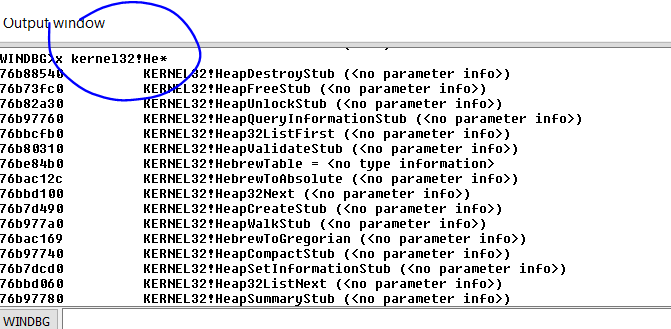 Output window
WINDBG>x kernel32!He*
76b88540 KERNEL32!HeapDestroyStub (<no parameter info>)
76b73fc0 KERNEL32!HeapFreeStub (<no parameter info>)
76b82a30 KERNEL32!HeapUnlockStub (<no parameter info>)
76b97760 KERNEL32!HeapQueryInformationStub (<no parameter info>)
76bbcfb0 KERNEL32!Heap32ListFirst (<no parameter info>)
76b80310 KERNEL32!HeapValidateStub (<no parameter info>)
76be84b0 KERNEL32!HebrewTable = <no type information>
76bac12c KERNEL32!HebrewToAbsolute (<no parameter info>)
76bbd100 KERNEL32!Heap32Next (<no parameter info>)
76b7d490 KERNEL32!HeapCreateStub (<no parameter info>)
76b977a0 KERNEL32!HeapWalkStub (<no parameter info>)
76bac169 KERNEL32!HebrewToGregorian (<no parameter info>)
76b97740 KERNEL32!HeapCompactStub (<no parameter info>)
76b7dcd0 KERNEL32!HeapSetInformationStub (<no parameter info>)
76bbd060 KERNEL32!Heap32ListNext (<no parameter info>)
76b97780 KERNEL32!HeapSummaryStub (<no parameter info>)
WINDBG